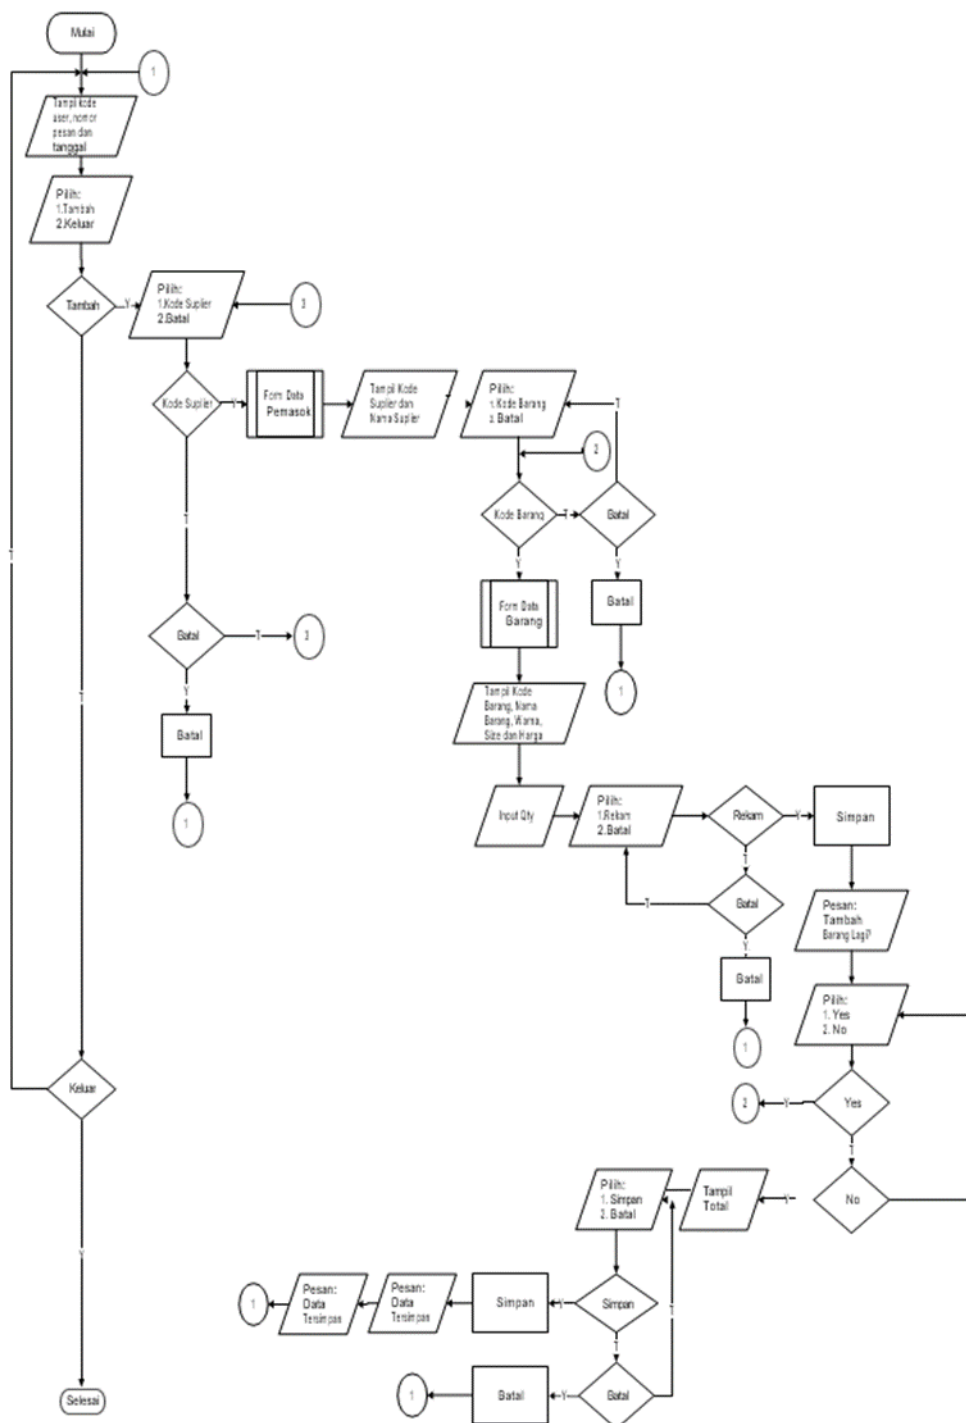 Mulai
1
Tampil kode
user, nomor
pesan dan
tanggal
Pilih:
1.Tambah
2.Keluar
Tambah
Y
Pilih:
1.Kode Suplier
2.Batal
3
Kode Suplier
Y
Form Data
Pemasok
Tampil Kode
Suplier dan
Nama Suplier
Pilih:
1. Kode Barang
2. Batal
T
2
Kode Barang
T
Batal
Y
Y
Form Data
Barang
Batal
1
T
T
Batal
T
3
Y
Batal
1
Tampil Kode
Barang, Nama
Barang, Warna,
Size dan Harga
T
Input Qty
Pilih:
1.Rekam
2.Batal
Rekam
Y
Simpan
T
Batal
T
Y
Batal
1
Pesan:
Tambah
Barang Lagi?
Pilih:
1. Yes
2. No
Yes
Y
2
T
No
Y
Tampil
Total
Pilih:
1. Simpan
2. Batal
Keluar
Y
Simpan
Y
Simpan
Pesan:
Data
Tersimpan
Pesan:
Data
Tersimpan
1
T
T
Batal
Y
Batal
1
Selesai